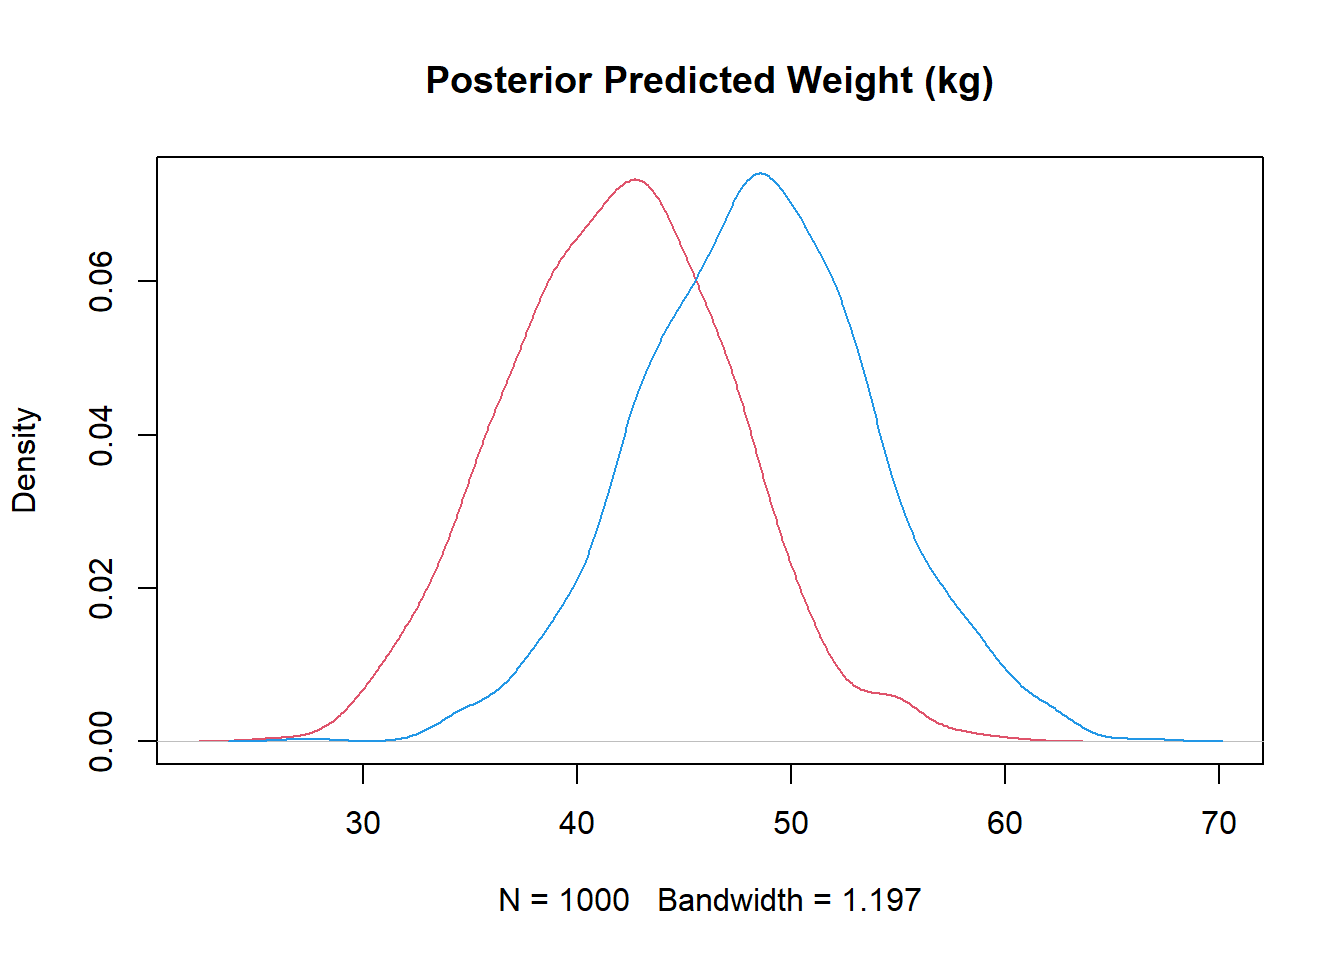 Posterior Predicted Weight (kg)
Density
0.06
0.04
0.02
0.00
30 40 50 60 70
N = 1000 Bandwidth = 1.197